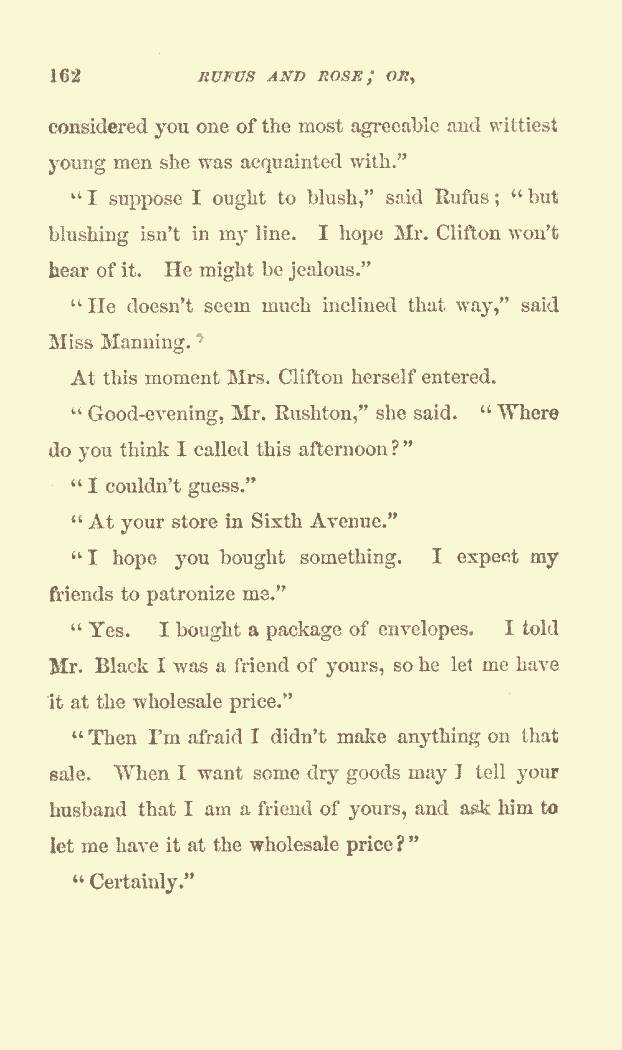 162 RUFUS AND ROSE; OR,
considered you one of the most agreeable and wittiest
young men she was acquainted with."
"I suppose I ought to blush," said Rufus; "but
blushing isn't in my line. I hope Mr. Clifton won't
hear of it. He might be jealous."
"He doesn't seem much inclined that way," said
Miss Manning.
At this moment Mrs. Clifton herself entered.
"Good-evening, Mr. Rushton," she said. "Where
do you think I called this afternoon?"
"I couldn't guess."
"At your store in Sixth Avenue."
"I hope you bought something. I expect my
friends to patronize me."
"Yes. I bought a package of envelopes. I told
Mr. Black I was a friend of yours, so he let me have
it at the wholesale price."
"Then I'm afraid I didn't make anything on that
sale. When I want some dry goods may I tell your
husband that I am a friend of yours, and ask him to
let me have it at the wholesale price?"
"Certainly."